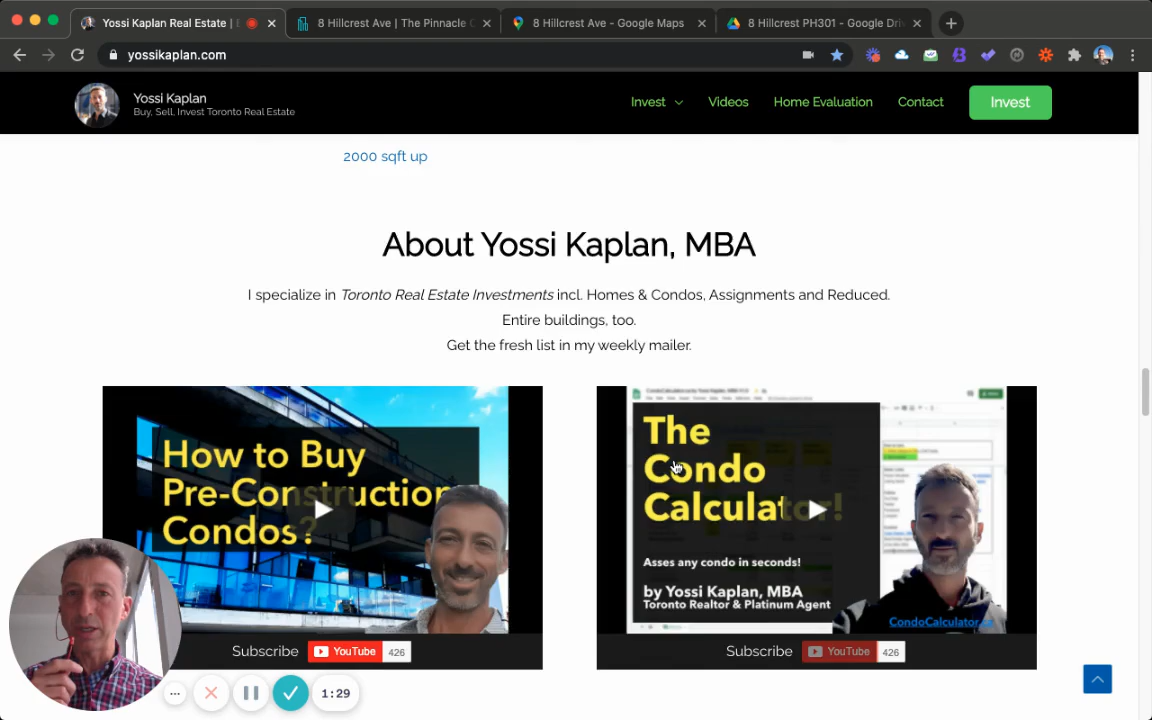 Yossi Kaplan Real Estate |
8 Hillcrest Ave | The Pinnacle C
8 Hillcrest Ave - Google Maps
8 Hillcrest PH301 - Google Driv
yossikaplan.com
Yossi Kaplan
Buy, Sell, Invest Toronto Real Estate
Invest
Videos
Home Evaluation
Contact
Invest
2000 sqft up
About Yossi Kaplan, MBA
I specialize in Toronto Real Estate Investments incl. Homes & Condos, Assignments and Reduced.
Entire buildings, too.
Get the fresh list in my weekly mailer.
How to Buy
Pre-Construction
Condos?
Subscribe YouTube 426
The
Condo
Calculator!
Asses any condo in seconds!
by Yossi Kaplan, MBA
Toronto Realtor & Platinum Agent
CondoCalculator.ca
Subscribe YouTube 426
1:29